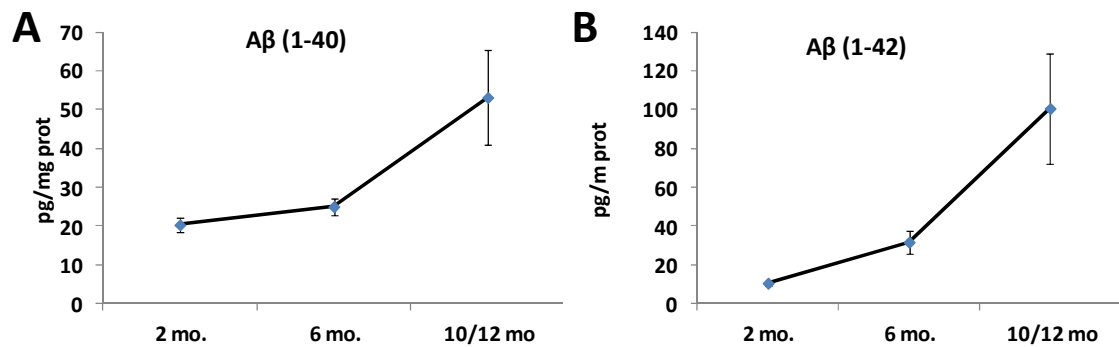 A
Aβ (1-40)
pg/mg prot
70
60
50
40
30
20
10
0
2 mo.
6 mo.
10/12 mo
B
Aβ (1-42)
pg/m prot
140
120
100
80
60
40
20
0
2 mo.
6 mo.
10/12 mo